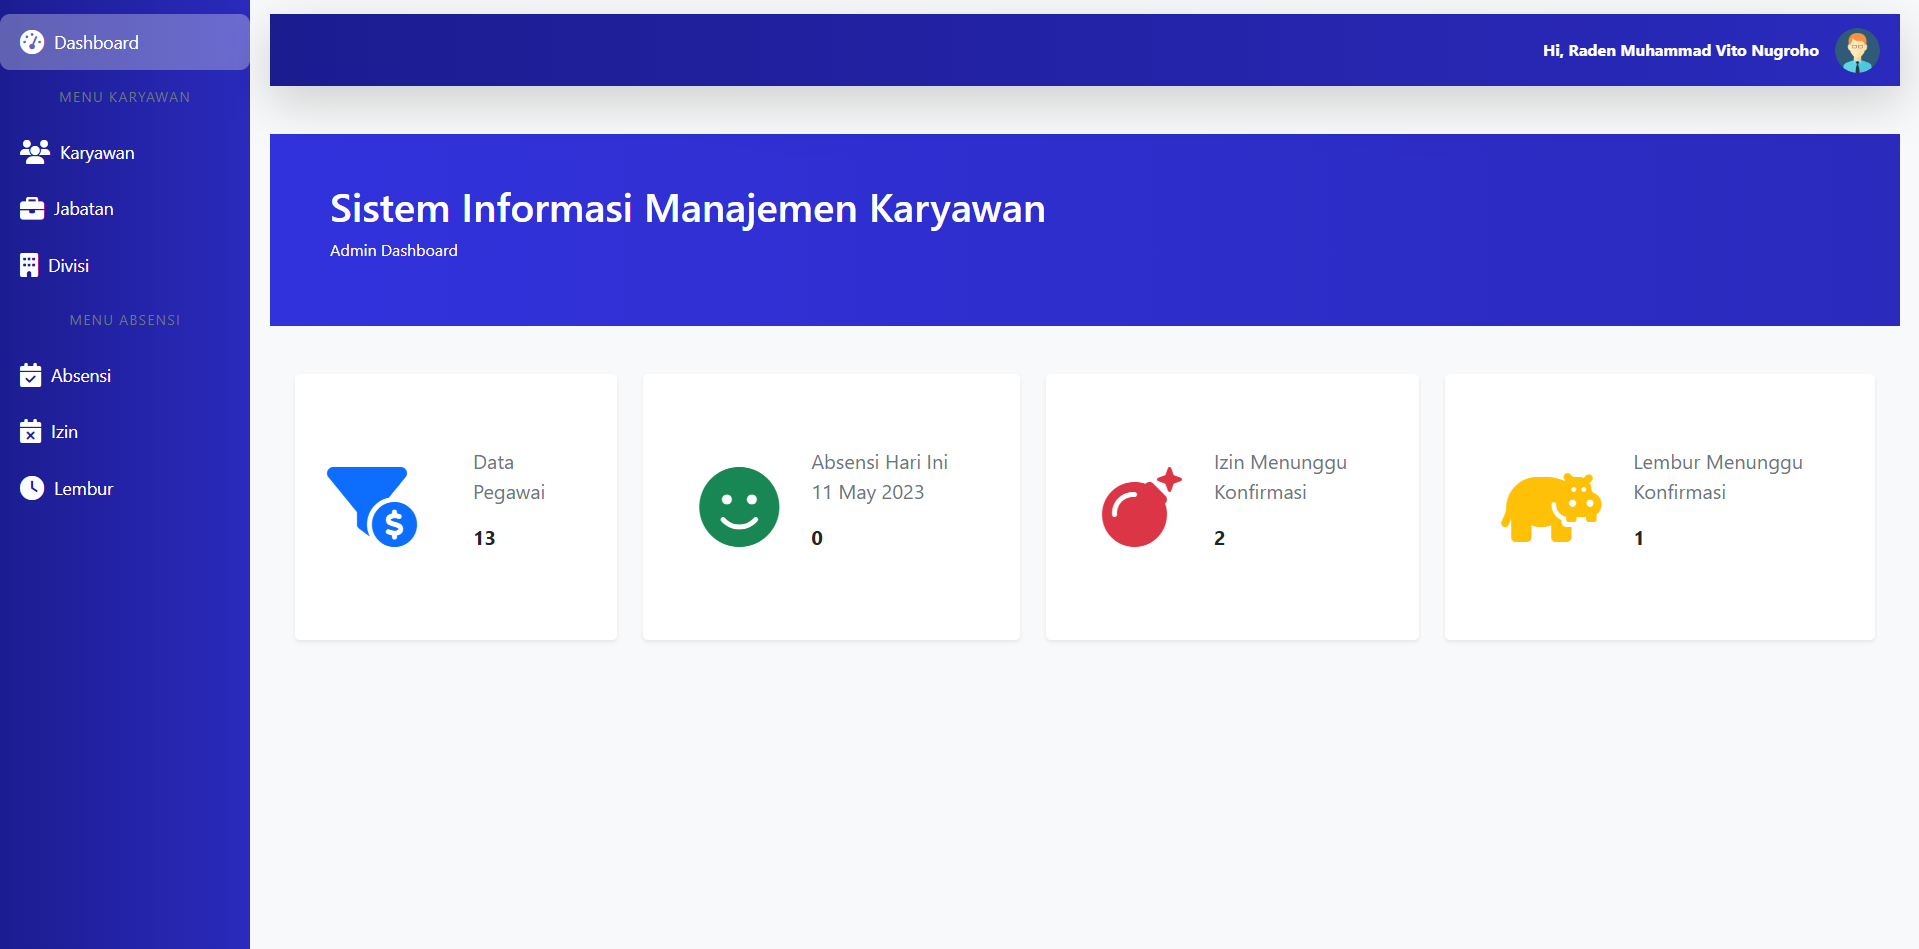 Dashboard
MENU KARYAWAN
Karyawan
Jabatan
Divisi
MENU ABSENSI
Absensi
Izin
Lembur
Hi, Raden Muhammad Vito Nugroho
Sistem Informasi Manajemen Karyawan
Admin Dashboard
Data
Pegawai
13
Absensi Hari Ini
11 May 2023
0
Izin Menunggu
Konfirmasi
2
Lembur Menunggu
Konfirmasi
1